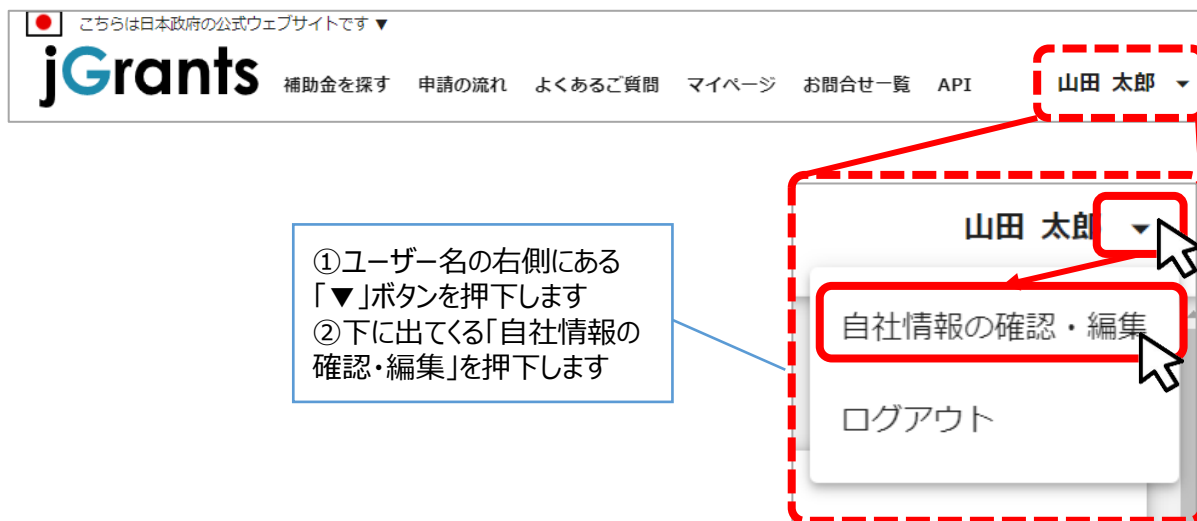 こちらは日本政府の公式ウェブサイトです ▼
jGrants 補助金を探す 申請の流れ よくあるご質問 マイページ お問合せ一覧 API 山田 太郎 ▼
山田 太郎 ▼
①ユーザー名の右側にある
「▼」ボタンを押下します
②下に出てくる「自社情報の
確認・編集」を押下します
自社情報の確認・編集
ログアウト